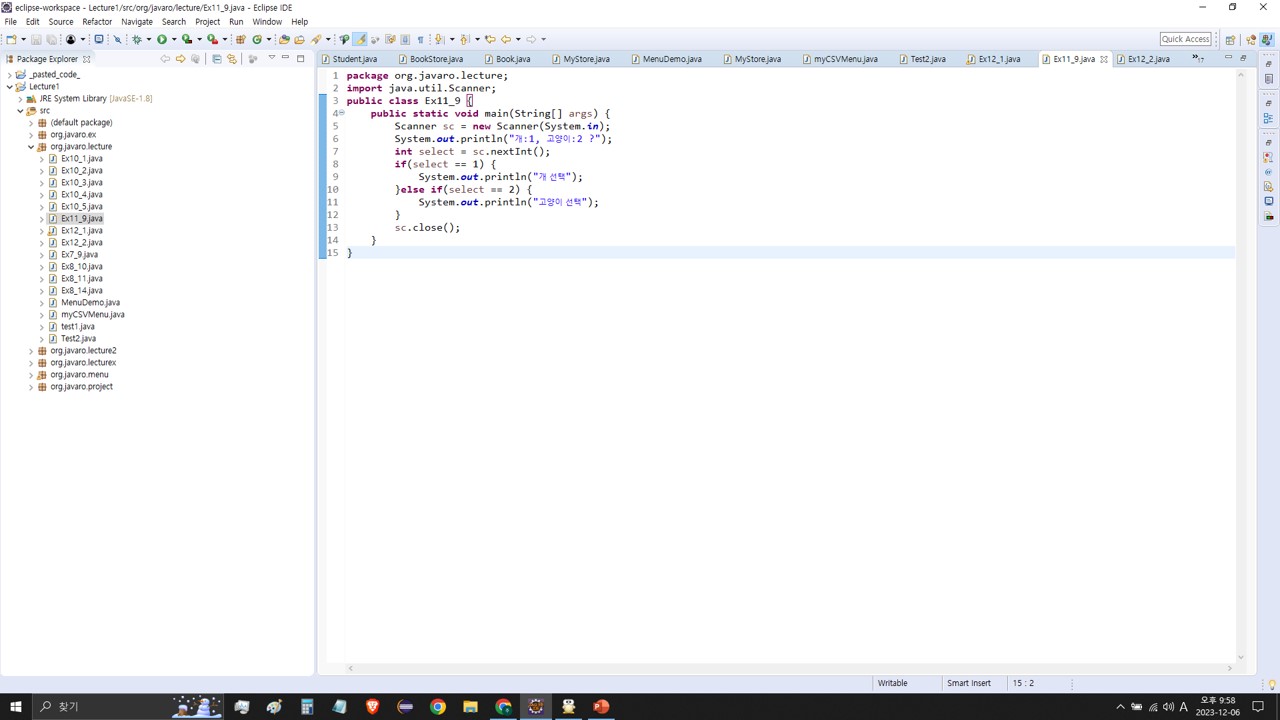 eclipse-workspace - Lecture1/src/org/javaro/lecture/Ex11_9.java - Eclipse IDE
File Edit Source Refactor Navigate Search Project Run Window Help
Quick Access
Package Explorer
Student.java BookStore.java Book.java MyStore.java MenuDemo.java MyStore.java myCSVMenu.java Test2.java Ex12_1.java Ex11_9.java Ex12_2.java
_pasted_code_
Lecture1
JRE System Library [JavaSE-1.8]
src
(default package)
org.javaro.ex
org.javaro.lecture
Ex10_1.java
Ex10_2.java
Ex10_3.java
Ex10_4.java
Ex10_5.java
Ex11_9.java
Ex12_1.java
Ex12_2.java
Ex7_9.java
Ex8_10.java
Ex8_11.java
Ex8_14.java
MenuDemo.java
myCSVMenu.java
test1.java
Test2.java
org.javaro.lecture2
org.javaro.lecturex
org.javaro.menu
org.javaro.project
1 package org.javaro.lecture;
2 import java.util.Scanner;
3 public class Ex11_9 {
4 public static void main(String[] args) {
5 Scanner sc = new Scanner(System.in);
6 System.out.println("개:1, 고양이:2 ?");
7 int select = sc.nextInt();
8 if(select == 1) {
9 System.out.println("개 선택");
10 }else if(select == 2) {
11 System.out.println("고양이 선택");
12 }
13 sc.close();
14 }
15 }
Writable Smart Insert 15 : 2
찾기
A 오후 9:58
2023-12-06